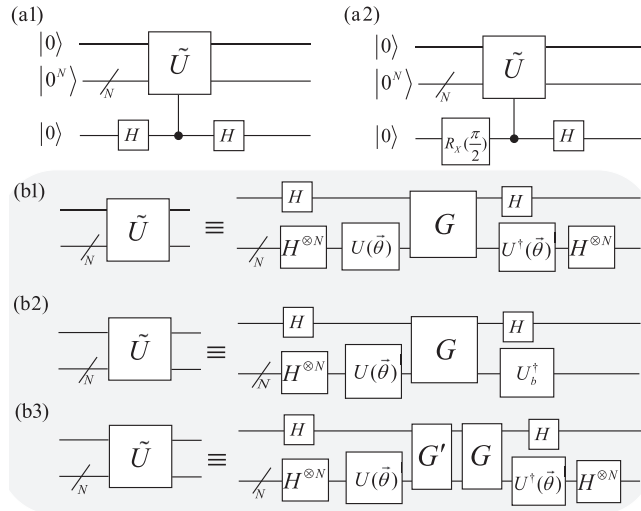 (a1)
|0⟩
|0^N⟩
N
Ũ
|0⟩
H
H
(a2)
|0⟩
|0^N⟩
N
Ũ
|0⟩
R_X(π/2)
H
(b1)
N
Ũ
≡
H
G
H
N
H^{⊗N}
U(θ⃗)
U^†(θ⃗)
H^{⊗N}
(b2)
N
Ũ
≡
H
G
H
N
H^{⊗N}
U(θ⃗)
U_b^†
(b3)
N
Ũ
≡
H
G′
G
H
N
H^{⊗N}
U(θ⃗)
U^†(θ⃗)
H^{⊗N}